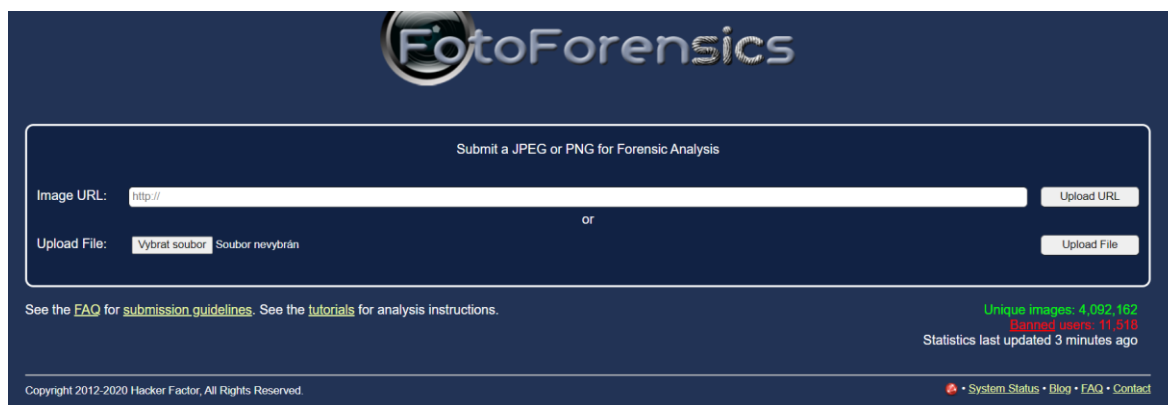 FotoForensics
Submit a JPEG or PNG for Forensic Analysis
Image URL: http:// Upload URL
or
Upload File: Vybrat soubor Soubor nevybrán Upload File
See the FAQ for submission guidelines. See the tutorials for analysis instructions.
Unique images: 4,092,162
Banned users: 11,516
Statistics last updated 3 minutes ago
Copyright 2012-2020 Hacker Factor, All Rights Reserved.
• System Status • Blog • FAQ • Contact